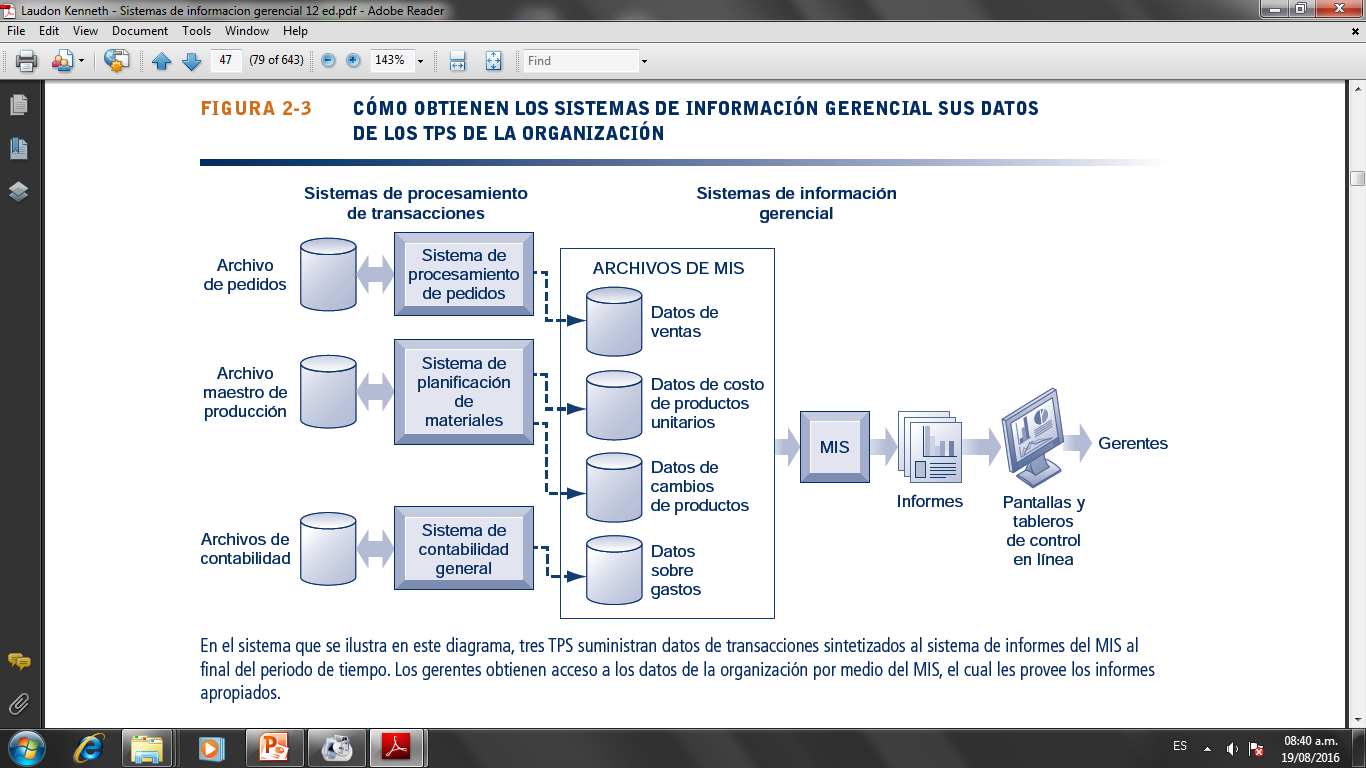 Laudon Kenneth - Sistemas de informacion gerencial 12 ed.pdf - Adobe Reader
File Edit View Document Tools Window Help
47 (79 of 643) 143% Find
FIGURA 2-3 CÓMO OBTIENEN LOS SISTEMAS DE INFORMACIÓN GERENCIAL SUS DATOS
DE LOS TPS DE LA ORGANIZACIÓN
Sistemas de procesamiento
de transacciones
Sistemas de información
gerencial
Archivo
de pedidos
Sistema de
procesamiento
de pedidos
ARCHIVOS DE MIS
Datos de
ventas
Archivo
maestro de
producción
Sistema de
planificación
de
materiales
Datos de costo
de productos
unitarios
Datos de
cambios
de productos
Archivos de
contabilidad
Sistema de
contabilidad
general
Datos
sobre
gastos
MIS
Informes
Pantallas y
tableros
de control
en línea
Gerentes
En el sistema que se ilustra en este diagrama, tres TPS suministran datos de transacciones sintetizados al sistema de informes del MIS al
final del periodo de tiempo. Los gerentes obtienen acceso a los datos de la organización por medio del MIS, el cual les provee los informes
apropiados.
ES
08:40 a.m.
19/08/2016